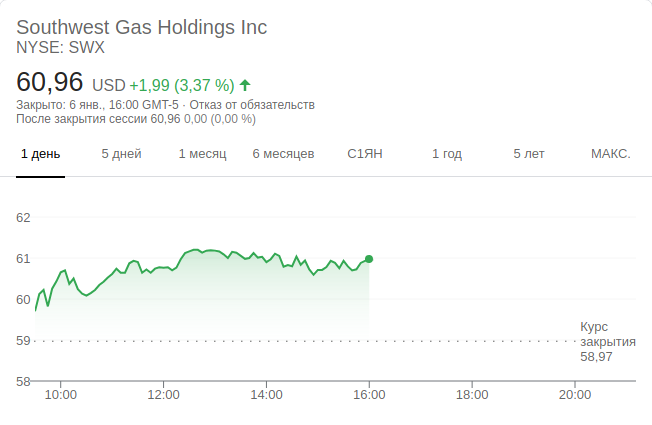 Southwest Gas Holdings Inc
NYSE: SWX
60,96 USD +1,99 (3,37 %)
Закрыто: 6 янв., 16:00 GMT-5 · Отказ от обязательств
После закрытия сессии 60,96 0,00 (0,00 %)
1 день 5 дней 1 месяц 6 месяцев С1ЯН 1 год 5 лет МАКС.
62
61
60
59
58
Курс
закрытия
58,97
10:00 12:00 14:00 16:00 18:00 20:00